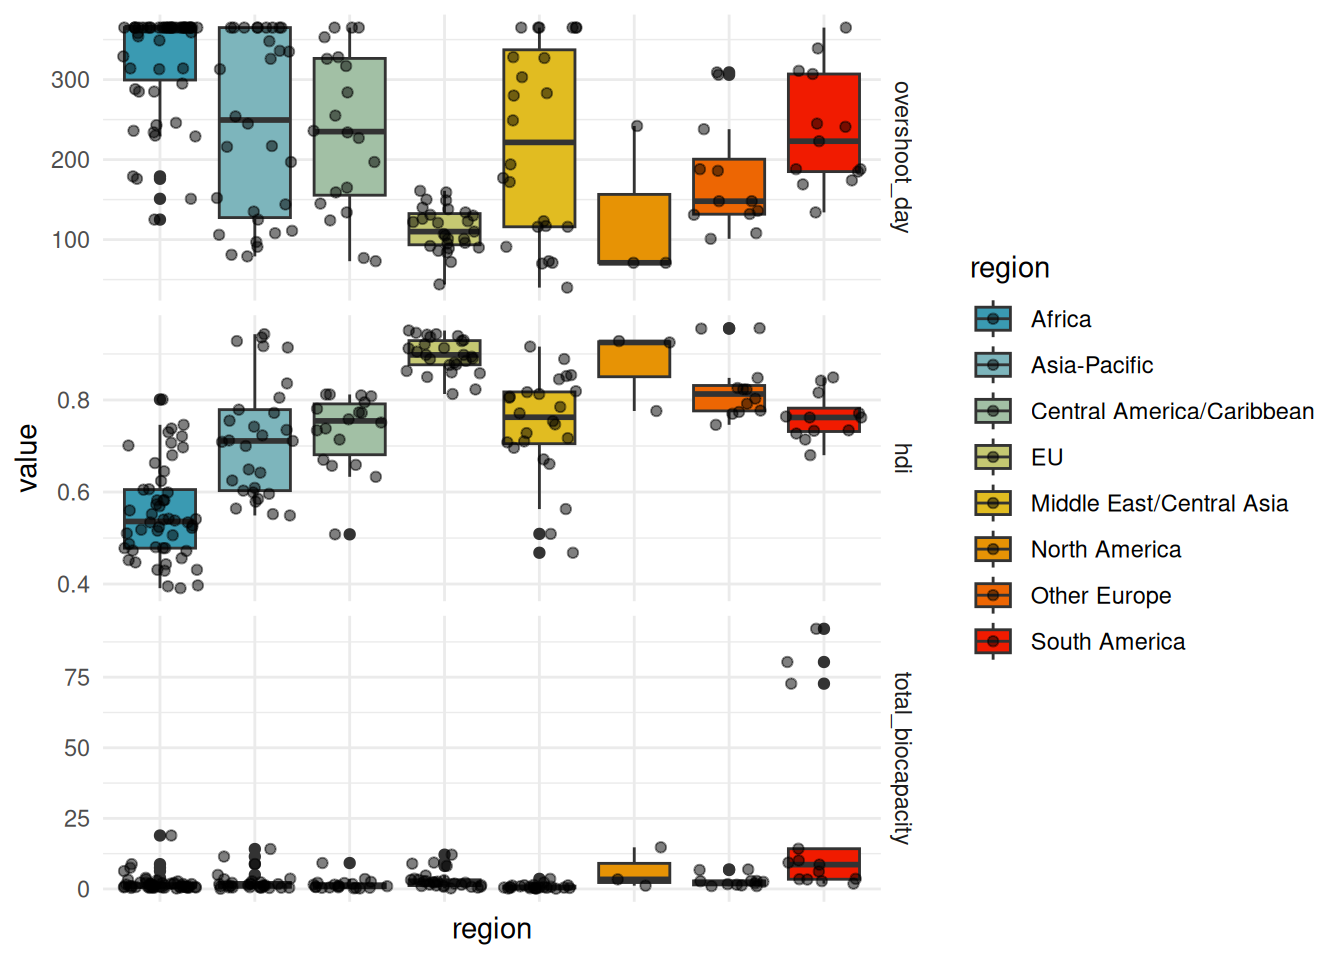 300
200
100
overshoot_day
0.8
0.6
0.4
hdi
value
75
50
25
0
total_biocapacity
region
region
Africa
Asia-Pacific
Central America/Caribbean
EU
Middle East/Central Asia
North America
Other Europe
South America